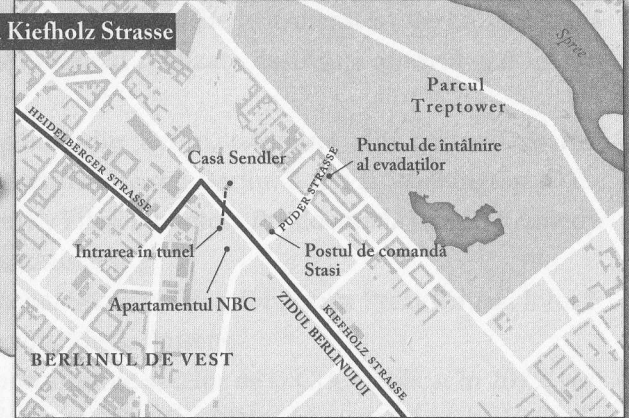 Kiefholz Strasse
Spree
Parcul
Treptower
HEIDELBERGER STRASSE
Casa Sendler
PUDER STRASSE
Punctul de întâlnire
al evadaților
Intrarea în tunel
Postul de comandă
Stasi
Apartamentul NBC
ZIDUL BERLINULUI
KIEFHOLZ STRASSE
BERLINUL DE VEST